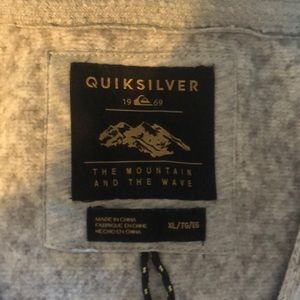 QUIKSILVER
19 69
THE MOUNTAIN
AND THE WAVE
MADE IN CHINA
FABRIQUE EN CHINE
HECHO EN CHINA
XL/TG/EG